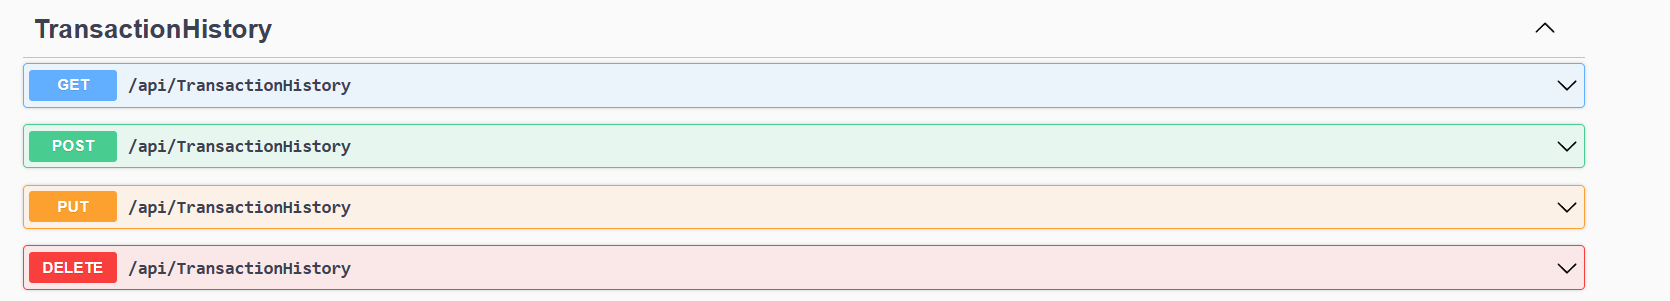 TransactionHistory
GET /api/TransactionHistory
POST /api/TransactionHistory
PUT /api/TransactionHistory
DELETE /api/TransactionHistory